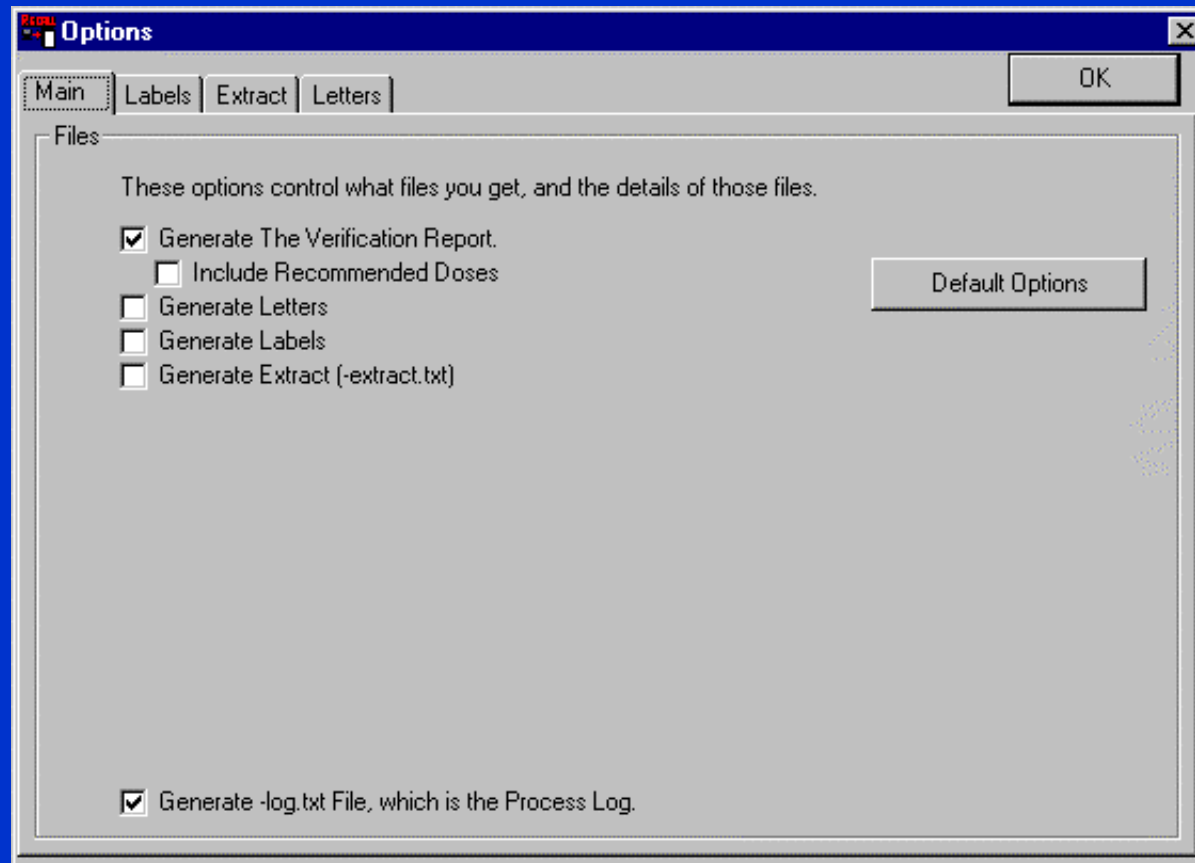 RECALL
Options
OK
Main Labels Extract Letters
Files
These options control what files you get, and the details of those files.
Generate The Verification Report.
Include Recommended Doses
Default Options
Generate Letters
Generate Labels
Generate Extract (-extract.txt)
Generate -log.txt File, which is the Process Log.